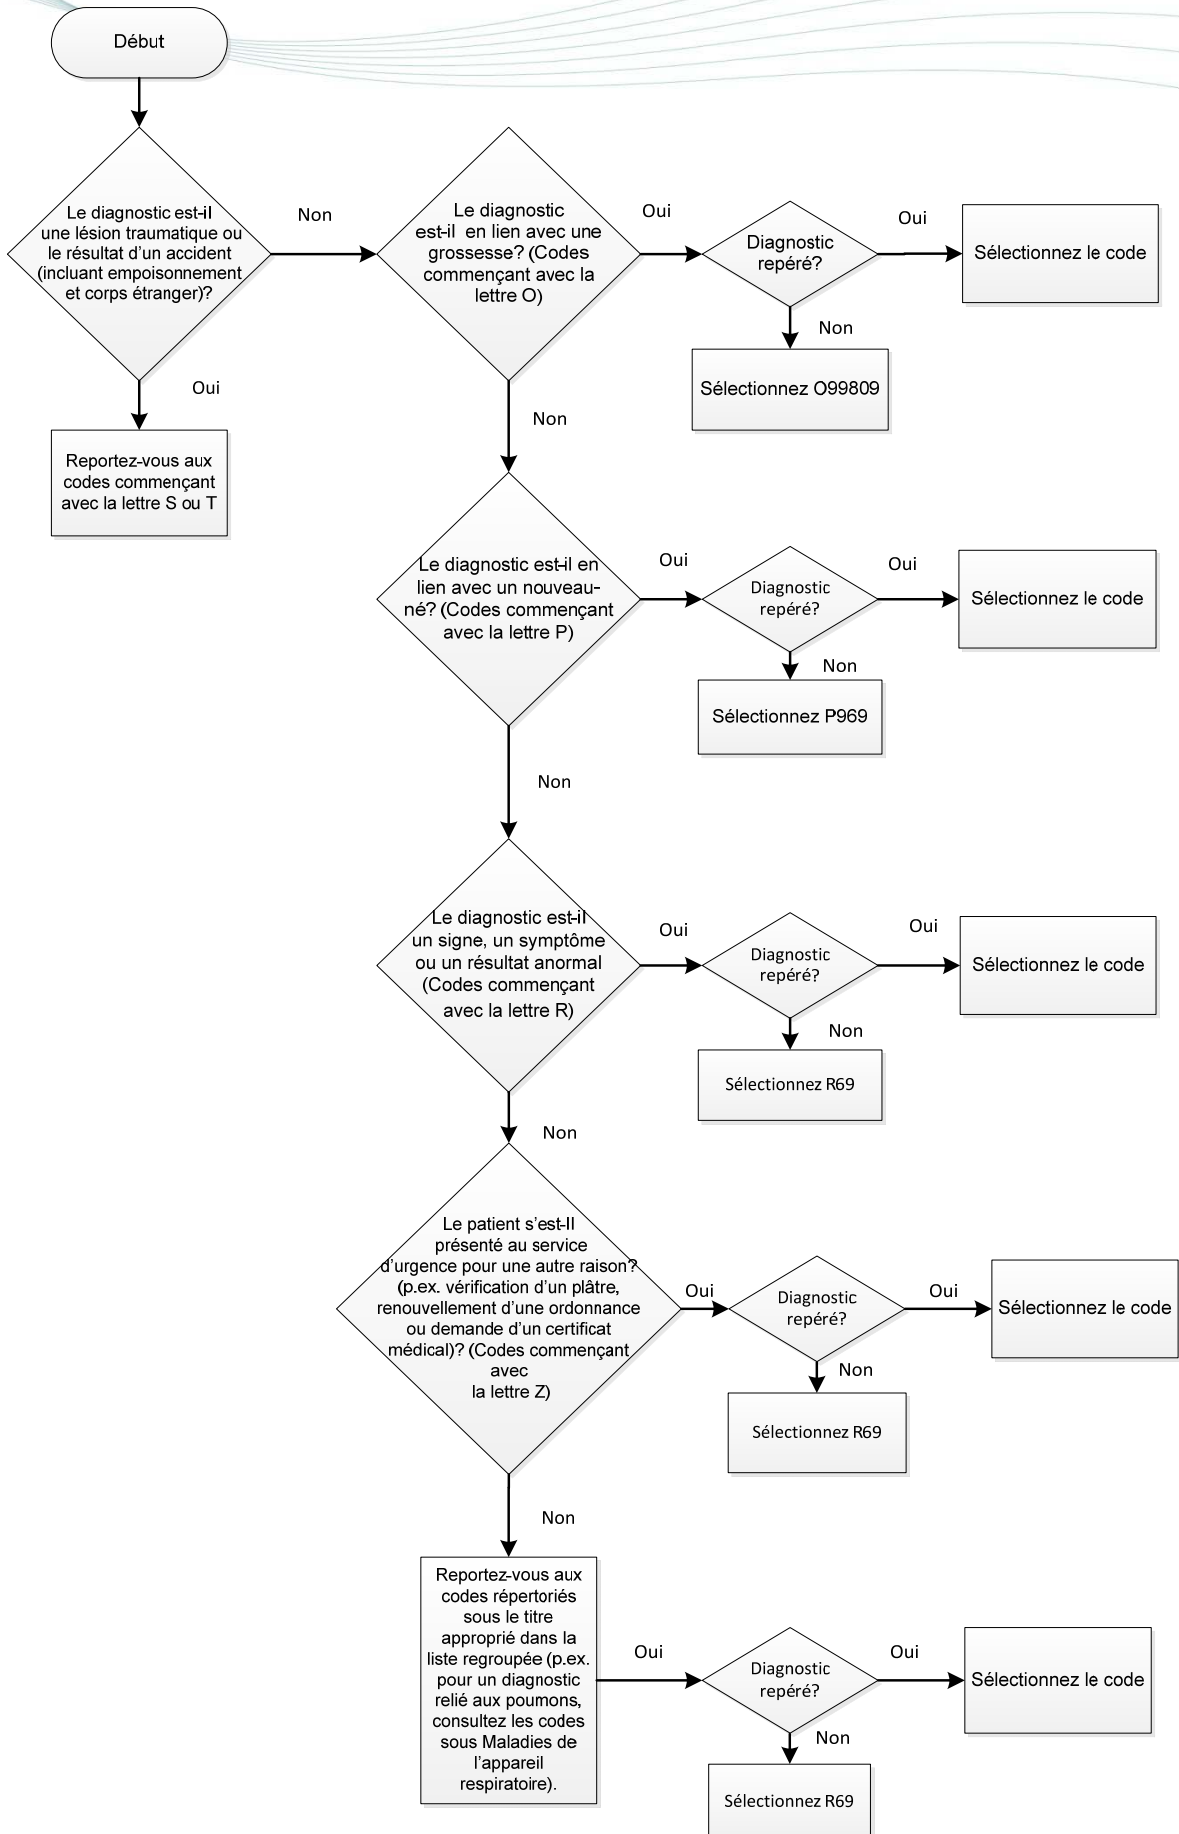 Début
Le diagnostic est-il
une lésion traumatique ou
le résultat d'un accident
(incluant empoisonnement
et corps étranger)?
Non
Oui
Reportez-vous aux
codes commençant
avec la lettre S ou T
Le diagnostic
est-il en lien avec une
grossesse? (Codes
commençant avec la
lettre O)
Oui
Diagnostic
repéré?
Oui
Sélectionnez le code
Non
Sélectionnez O99809
Non
Le diagnostic est-il en
lien avec un nouveau-
né? (Codes commençant
avec la lettre P)
Oui
Diagnostic
repéré?
Oui
Sélectionnez le code
Non
Sélectionnez P969
Non
Le diagnostic est-il
un signe, un symptôme
ou un résultat anormal
(Codes commençant
avec la lettre R)
Oui
Diagnostic
repéré?
Oui
Sélectionnez le code
Non
Sélectionnez R69
Non
Le patient s'est-Il
présenté au service
d'urgence pour une autre raison?
(p.ex. vérification d'un plâtre,
renouvellement d'une ordonnance
ou demande d'un certificat
médical)? (Codes commençant
avec
la lettre Z)
Oui
Diagnostic
repéré?
Oui
Sélectionnez le code
Non
Sélectionnez R69
Non
Reportez-vous aux
codes répertoriés
sous le titre
approprié dans la
liste regroupée (p.ex.
pour un diagnostic
relié aux poumons,
consultez les codes
sous Maladies de
l'appareil
respiratoire).
Oui
Diagnostic
repéré?
Oui
Sélectionnez le code
Non
Sélectionnez R69